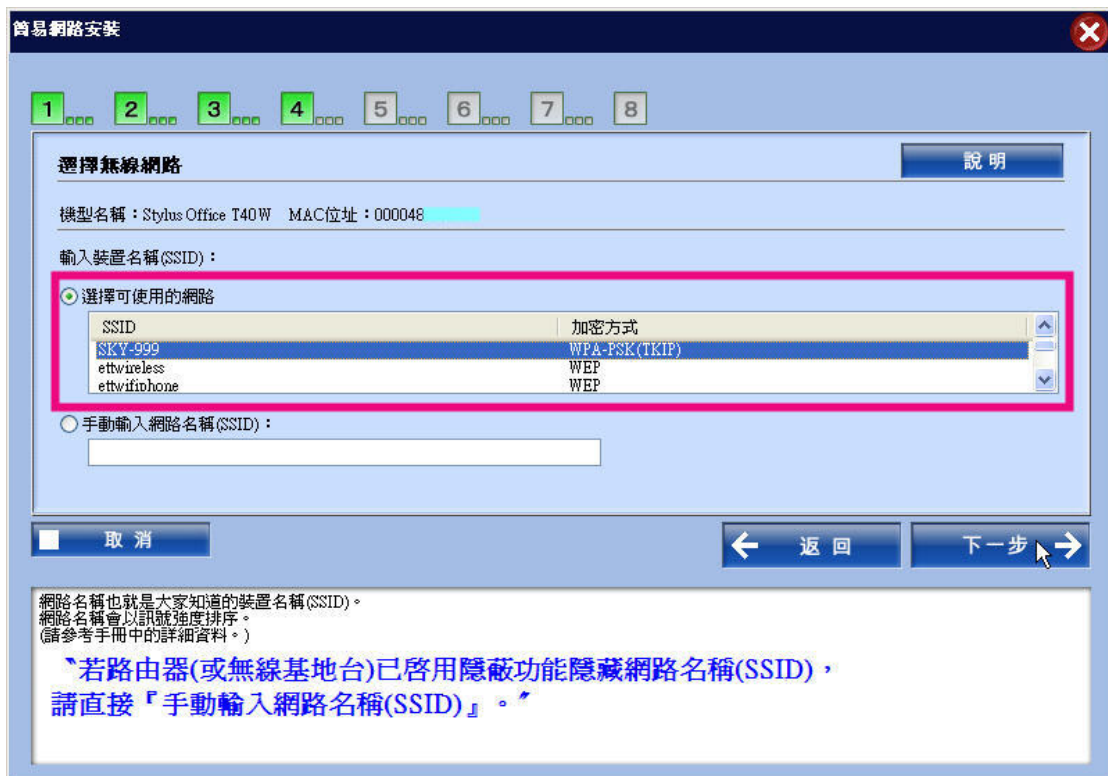 簡易網路安裝
1 2 3 4 5 6 7 8
選擇無線網路
說明
機型名稱：Stylus Office T40W MAC位址：000048
輸入裝置名稱(SSID)：
選擇可使用的網路
SSID 加密方式
SKY-999 WPA-PSK(TKIP)
ettwireless WEP
ettwifiphone WEP
手動輸入網路名稱(SSID)：
取消
返回
下一步
網路名稱也就是大家知道的裝置名稱(SSID)。
網路名稱會以訊號強度排序。
(請參考手冊中的詳細資料。)
〝若路由器(或無線基地台)已啓用隱蔽功能隱藏網路名稱(SSID)，
請直接『手動輸入網路名稱(SSID)』。〞